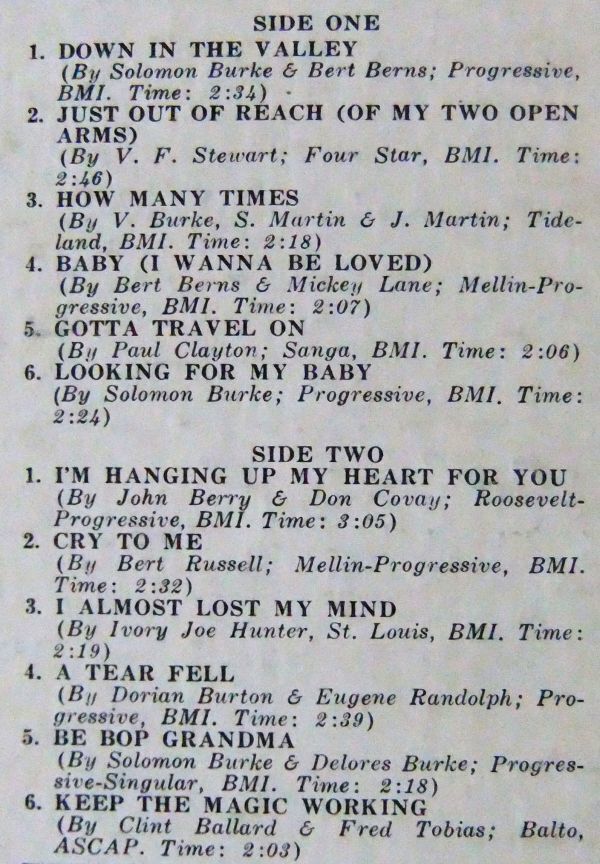 SIDE ONE
1. DOWN IN THE VALLEY
(By Solomon Burke & Bert Berns; Progressive,
BMI. Time: 2:34)
2. JUST OUT OF REACH (OF MY TWO OPEN
ARMS)
(By V. F. Stewart; Four Star, BMI. Time:
2:46)
3. HOW MANY TIMES
(By V. Burke, S. Martin & J. Martin; Tide-
land, BMI. Time: 2:18)
4. BABY (I WANNA BE LOVED)
(By Bert Berns & Mickey Lane; Mellin-Pro-
gressive, BMI. Time: 2:07)
5. GOTTA TRAVEL ON
(By Paul Clayton; Sanga, BMI. Time: 2:06)
6. LOOKING FOR MY BABY
(By Solomon Burke; Progressive, BMI. Time:
2:24)
SIDE TWO
1. I'M HANGING UP MY HEART FOR YOU
(By John Berry & Don Covay; Roosevelt-
Progressive, BMI. Time: 3:05)
2. CRY TO ME
(By Bert Russell; Mellin-Progressive, BMI.
Time: 2:32)
3. I ALMOST LOST MY MIND
(By Ivory Joe Hunter, St. Louis, BMI. Time:
2:19)
4. A TEAR FELL
(By Dorian Burton & Eugene Randolph; Pro-
gressive, BMI. Time: 2:39)
5. BE BOP GRANDMA
(By Solomon Burke & Delores Burke; Progres-
sive-Singular, BMI. Time: 2:18)
6. KEEP THE MAGIC WORKING
(By Clint Ballard & Fred Tobias; Balto,
ASCAP. Time: 2:03)